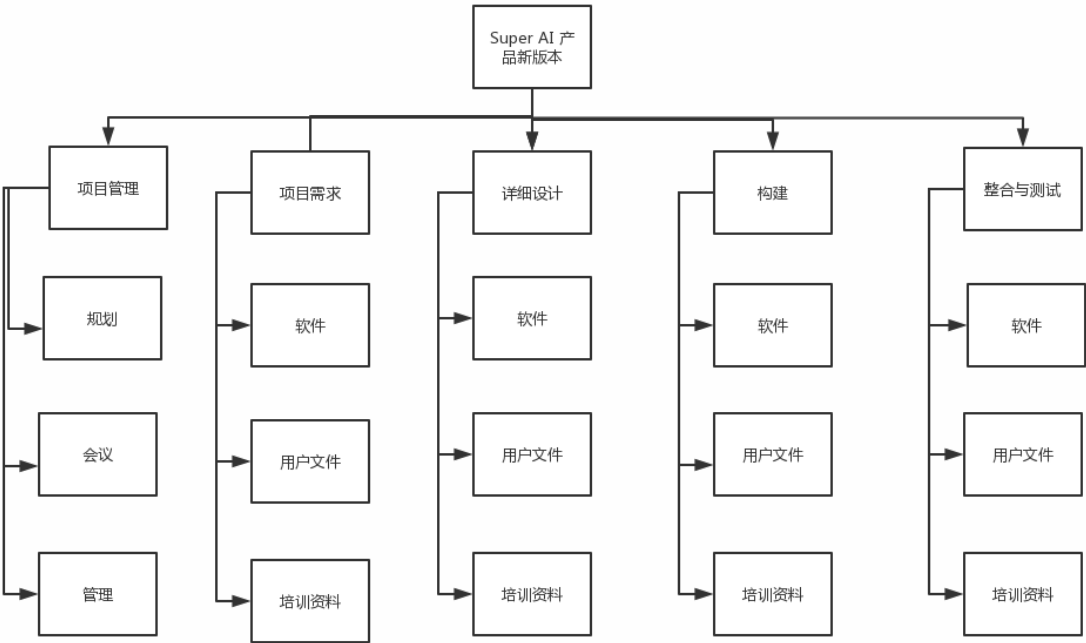 Super AI 产
品新版本
项目管理
项目需求
详细设计
构建
整合与测试
规划
软件
软件
软件
软件
会议
用户文件
用户文件
用户文件
用户文件
管理
培训资料
培训资料
培训资料
培训资料